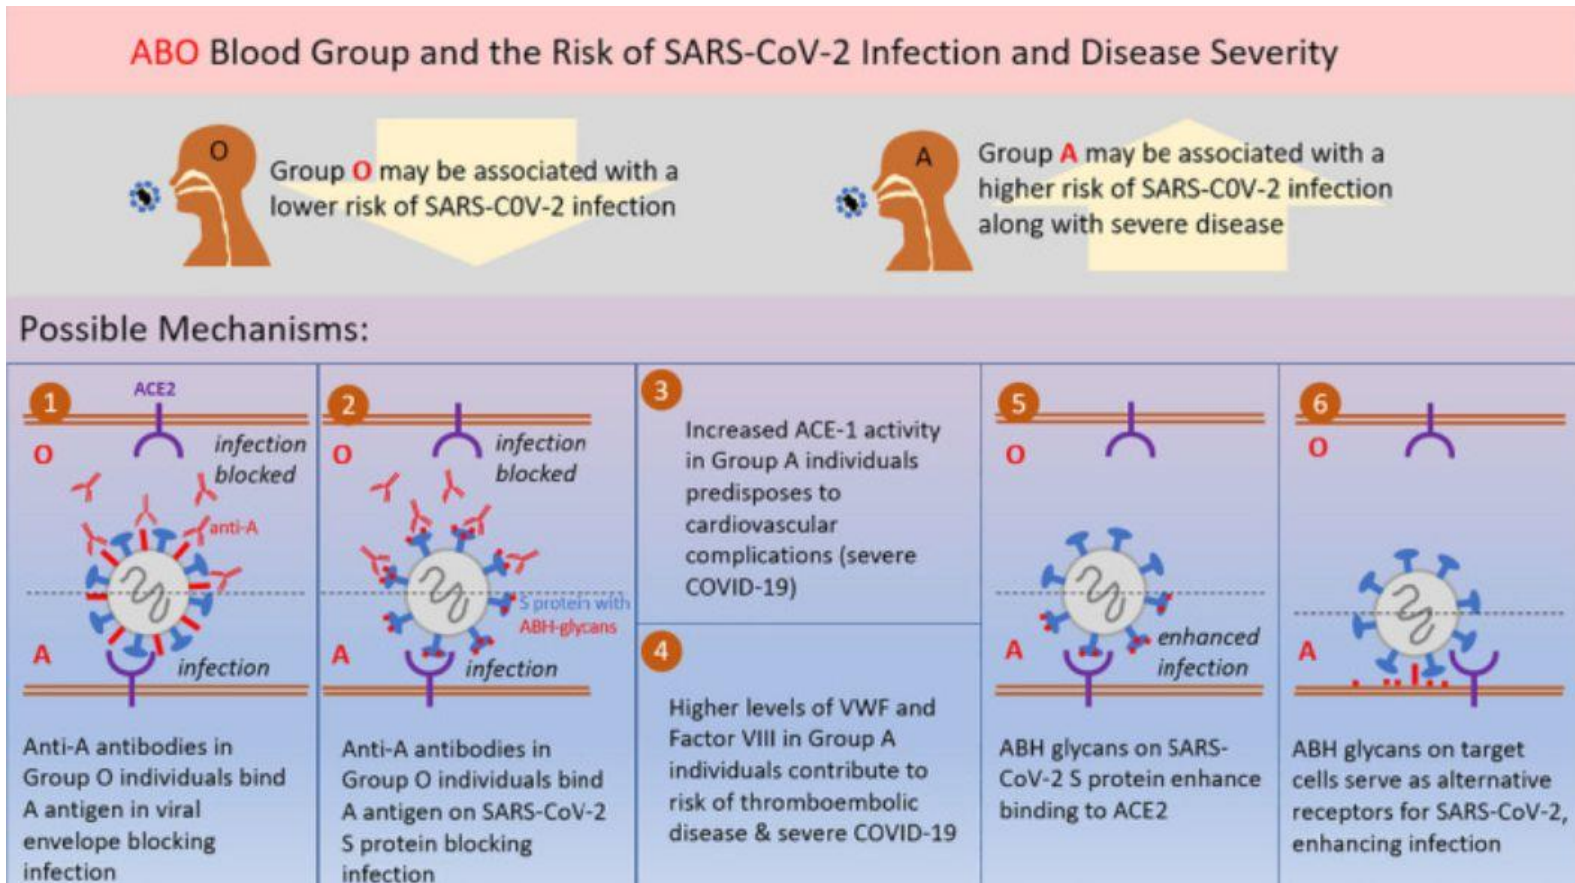 ABO Blood Group and the Risk of SARS-CoV-2 Infection and Disease Severity
O
Group O may be associated with a
lower risk of SARS-C0V-2 infection
A
Group A may be associated with a
higher risk of SARS-C0V-2 infection
along with severe disease
Possible Mechanisms:
1
ACE2
O
infection
blocked
anti-A
A
infection
Anti-A antibodies in
Group O individuals bind
A antigen in viral
envelope blocking
infection
2
O
infection
blocked
S protein with
ABH-glycans
A
infection
Anti-A antibodies in
Group O individuals bind
A antigen on SARS-CoV-2
S protein blocking
infection
3
Increased ACE-1 activity
in Group A individuals
predisposes to
cardiovascular
complications (severe
COVID-19)
4
Higher levels of VWF and
Factor VIII in Group A
individuals contribute to
risk of thromboembolic
disease & severe COVID-19
5
O
A
enhanced
infection
ABH glycans on SARS-
CoV-2 S protein enhance
binding to ACE2
6
O
A
ABH glycans on target
cells serve as alternative
receptors for SARS-CoV-2,
enhancing infection